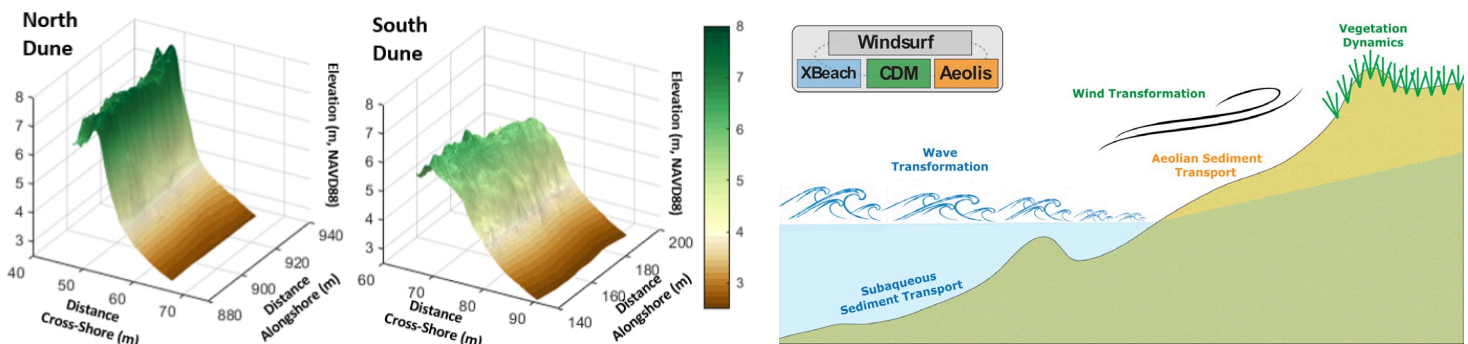 North
Dune
8
7
6
5
4
3
40
50
60
70
880
900
920
940
Distance
Cross-Shore (m)
Distance
Alongshore (m)
Elevation (m, NAVD88)
South
Dune
8
7
6
5
4
3
60
70
80
90
140
160
180
200
Distance
Cross-Shore (m)
Distance
Alongshore (m)
Elevation (m, NAVD88)
8
7
6
5
4
3
Windsurf
XBeach
CDM
Aeolis
Vegetation
Dynamics
Wind Transformation
Wave
Transformation
Aeolian Sediment
Transport
Subaqueous
Sediment Transport